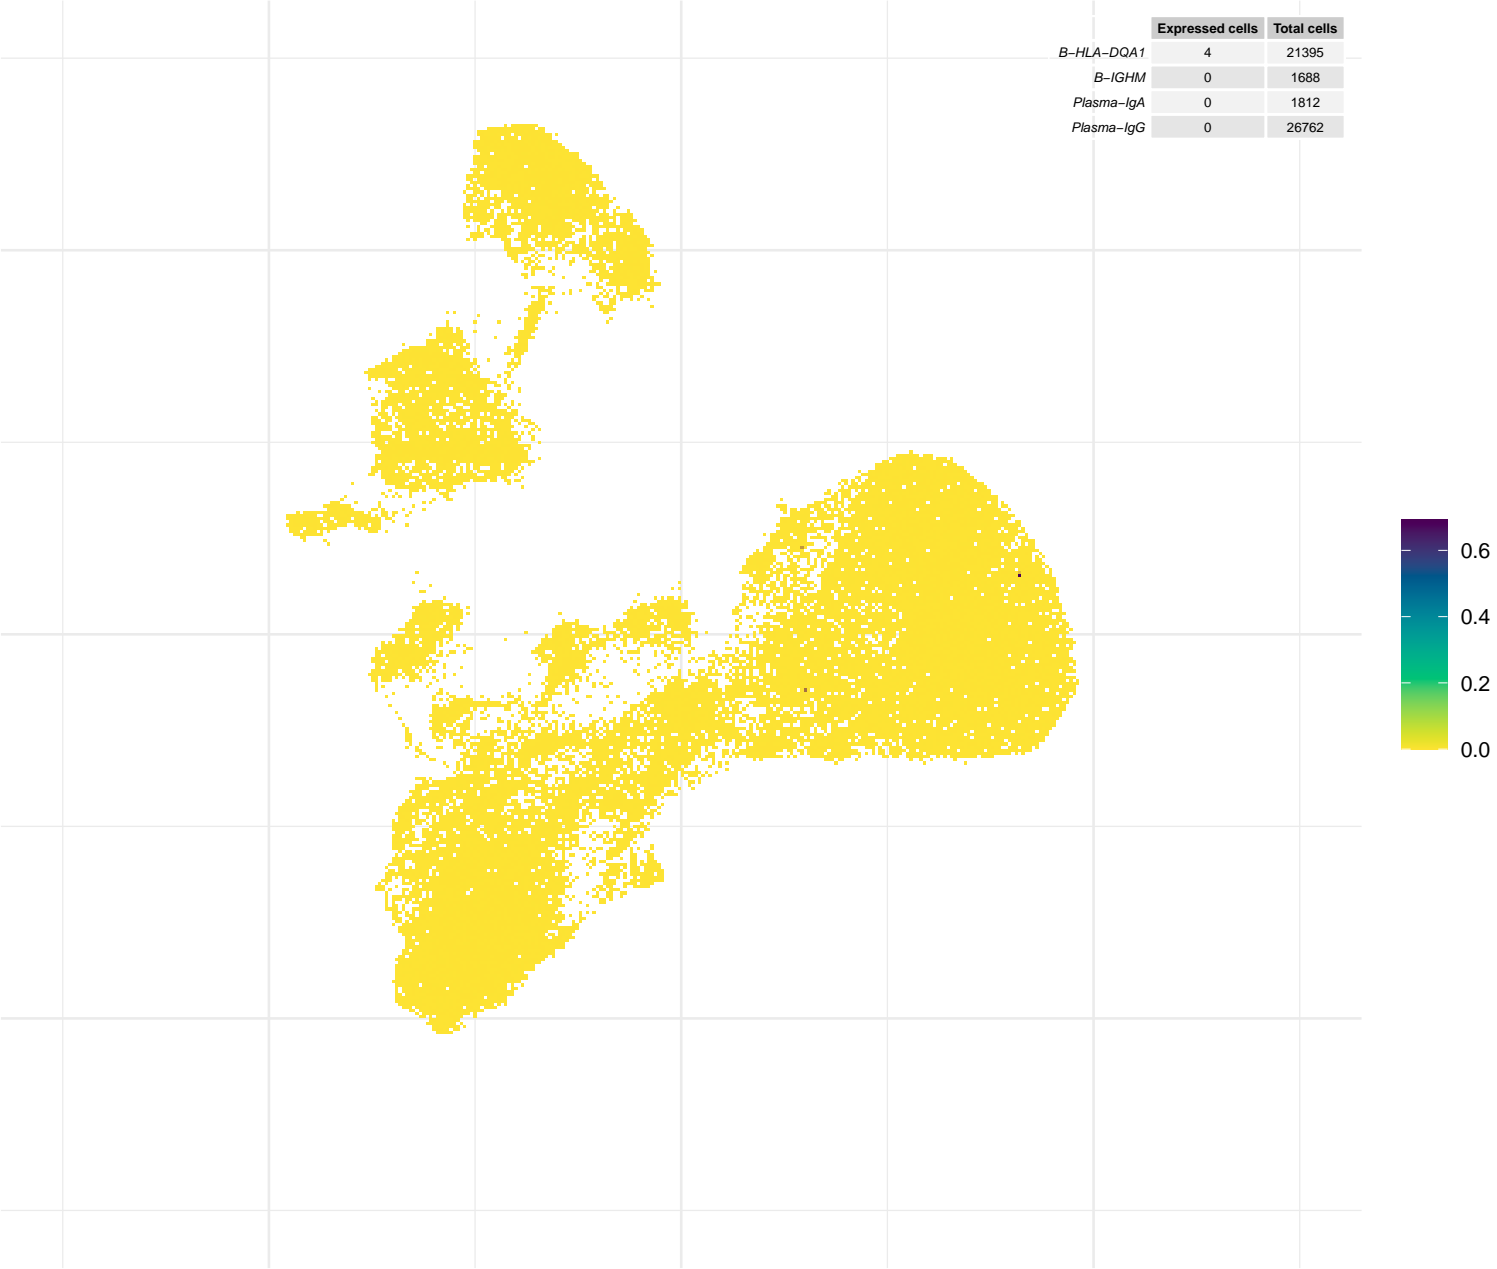 Expressed cells Total cells
B−HLA−DQA1 4 21395
B−IGHM 0 1688
Plasma−IgA 0 1812
Plasma−IgG 0 26762
0.6
0.4
0.2
0.0